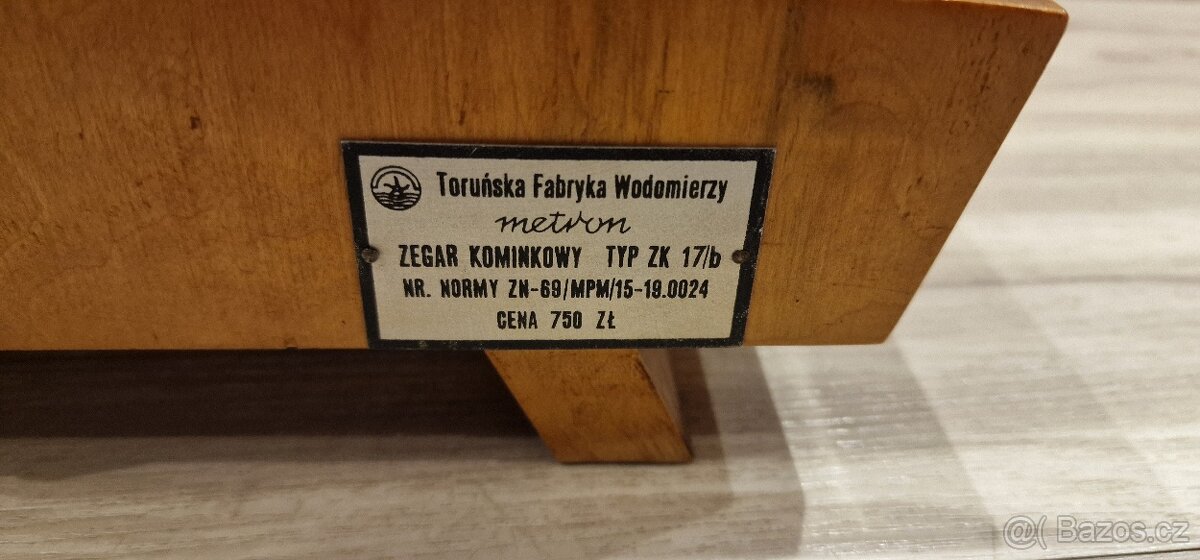 Toruńska Fabryka Wodomierzy
metron
ZEGAR KOMINKOWY TYP ZK 17/b
NR. NORMY ZN-69/MPM/15-19.0024
CENA 750 ZŁ
@( Bazos.cz